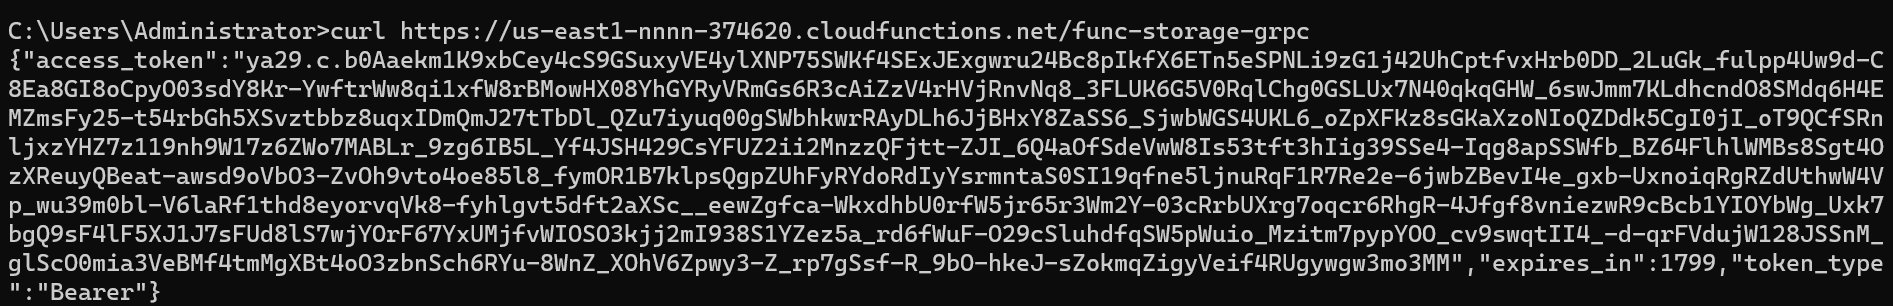 C:\Users\Administrator>curl https://us-east1-nnnn-374620.cloudfunctions.net/func-storage-grpc
{"access_token":"ya29.c.b0Aaekm1K9xbCey4cS9GSuxyVE4ylXNP75SWKf4SExJExgwru24Bc8pIkfX6ETn5eSPNLi9zG1j42UhCptfvxHrb0DD_2LuGk_fulpp4Uw9d-C
8Ea8GI8oCpyO03sdY8Kr-YwftrWw8qi1xfW8rBMowHX08YhGYRyVRmGs6R3cAiZzV4rHVjRnvNq8_3FLUK6G5V0RqlChg0GSLUx7N40qkqGHW_6swJmm7KLdhcndO8SMdq6H4E
MZmsFy25-t54rbGh5XSvztbbz8uqxIDmQmJ27tTbDl_QZu7iyuq00gSWbhkwrRAyDLh6JjBHxY8ZaSS6_SjwbWGS4UKL6_oZpXFkz8sGKaXzoNIoQZDdk5CgI0jI_oT9QCfSRn
ljxzYHZ7z119nh9W17z6ZWo7MABLr_9zg6IB5L_Yf4JSH429CsYFUZ2ii2MnzzQFjtt-ZJI_6Q4aOfSdeVwW8Is53tft3hIig39SSe4-Iqg8apSSWfb_BZ64FlhlWMBs8Sgt4O
zXReuyQBeat-awsd9oVbO3-ZvOh9vto4oe85l8_fymOR1B7klpsQgpZUhFyRYdoRdIyYsrmntaS0SI19qfne5ljnuRqF1R7Re2e-6jwbZBevI4e_gxb-UxnoiqRgRZdUthwW4V
p_wu39m0bl-V6laRf1thd8eyorvqVk8-fyhlgvt5dft2aXSc__eewZgfca-WkxdhbU0rfW5jr65r3Wm2Y-03cRrbUXrg7oqcr6RhgR-4Jfgf8vniezwR9cBcb1YIOYbWg_Uxk7
bgQ9sF4lF5XJ1J7sFUd8lS7wjYOrF67YxUMjfvWIOSO3kjj2mI938S1YZez5a_rd6fWuF-O29cSluhdfqSW5pWuio_Mzitm7pypYOO_cv9swqtII4_-d-qrFVdujW128JSSnM_
glScO0mia3VeBMf4tmMgXBt4oO3zbnSch6RYu-8WnZ_XOhV6Zpwy3-Z_rp7gSsf-R_9bO-hkeJ-sZokmqZigyVeif4RUgywgw3mo3MM","expires_in":1799,"token_type
":"Bearer"}